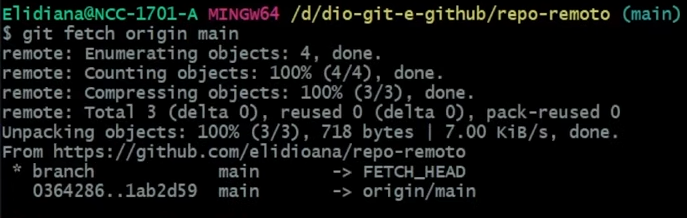 Elidiana@NCC-1701-A MINGW64 /d/dio-git-e-github/repo-remoto (main)
$ git fetch origin main
remote: Enumerating objects: 4, done.
remote: Counting objects: 100% (4/4), done.
remote: Compressing objects: 100% (3/3), done.
remote: Total 3 (delta 0), reused 0 (delta 0), pack-reused 0
Unpacking objects: 100% (3/3), 718 bytes | 7.00 KiB/s, done.
From https://github.com/elidioana/repo-remoto
 * branch            main       -> FETCH_HEAD
   0364286..1ab2d59  main       -> origin/main